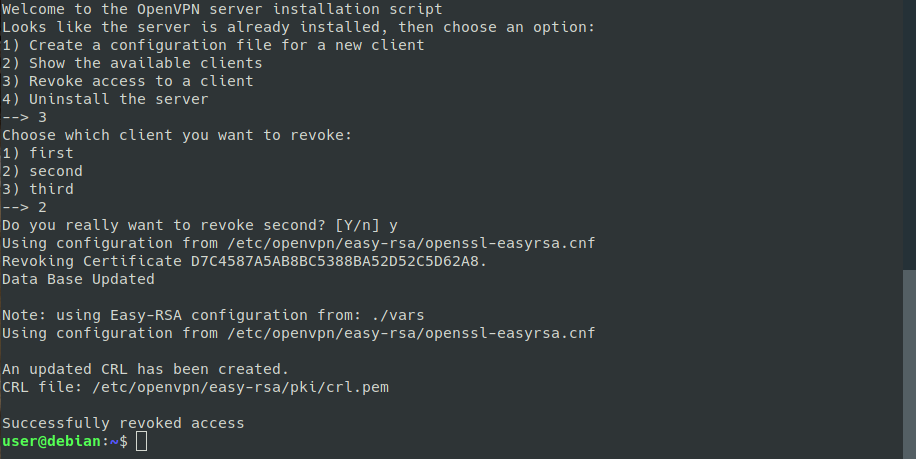 Welcome to the OpenVPN server installation script
Looks like the server is already installed, then choose an option:
1) Create a configuration file for a new client
2) Show the available clients
3) Revoke access to a client
4) Uninstall the server
--> 3
Choose which client you want to revoke:
1) first
2) second
3) third
--> 2
Do you really want to revoke second? [Y/n] y
Using configuration from /etc/openvpn/easy-rsa/openssl-easyrsa.cnf
Revoking Certificate D7C4587A5AB8BC5388BA52D52C5D62A8.
Data Base Updated
Note: using Easy-RSA configuration from: ./vars
Using configuration from /etc/openvpn/easy-rsa/openssl-easyrsa.cnf
An updated CRL has been created.
CRL file: /etc/openvpn/easy-rsa/pki/crl.pem
Successfully revoked access
user@debian:~$